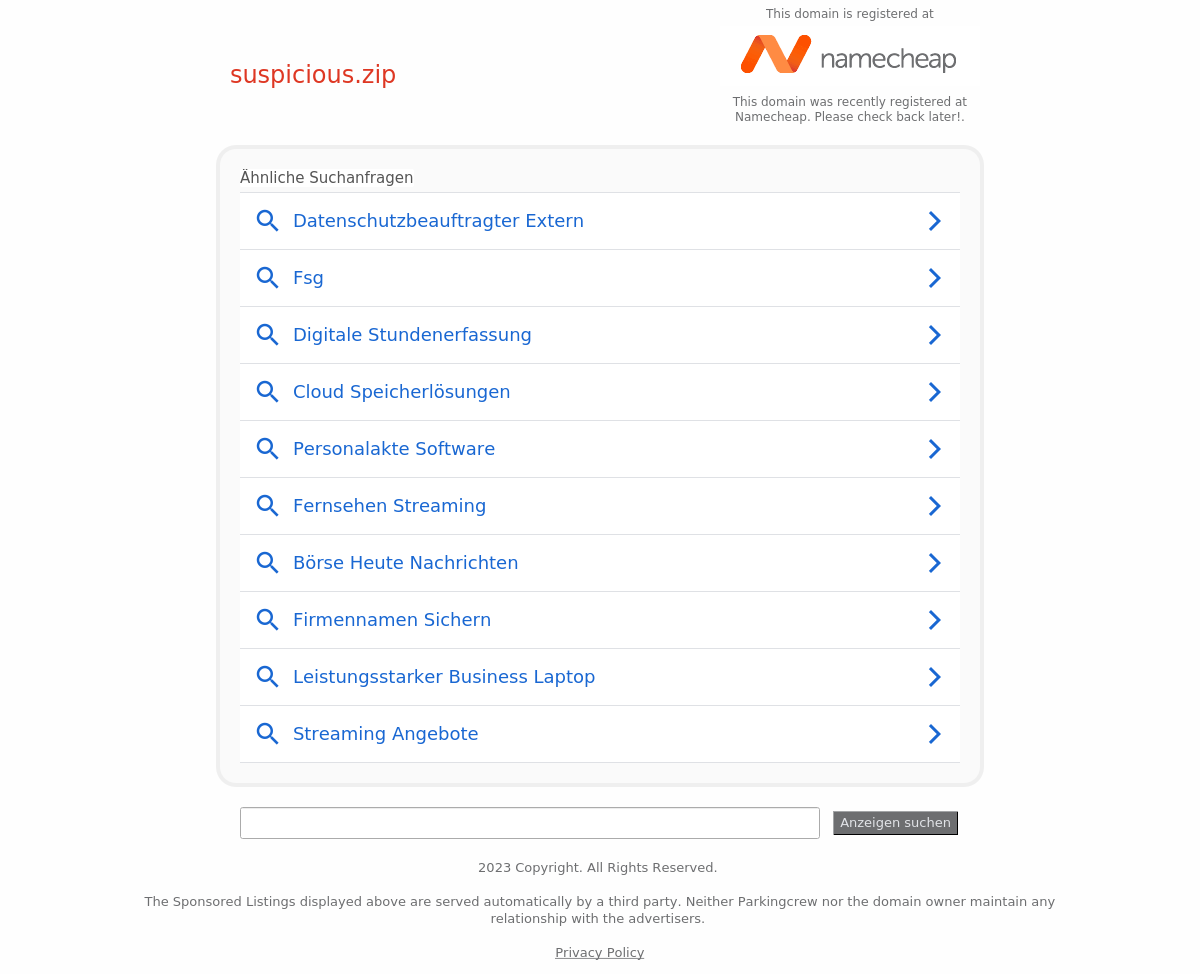 This domain is registered at
namecheap
suspicious.zip
This domain was recently registered at
Namecheap. Please check back later!.
Ähnliche Suchanfragen
Datenschutzbeauftragter Extern
Fsg
Digitale Stundenerfassung
Cloud Speicherlösungen
Personalakte Software
Fernsehen Streaming
Börse Heute Nachrichten
Firmennamen Sichern
Leistungsstarker Business Laptop
Streaming Angebote
Anzeigen suchen
2023 Copyright. All Rights Reserved.
The Sponsored Listings displayed above are served automatically by a third party. Neither Parkingcrew nor the domain owner maintain any
relationship with the advertisers.
Privacy Policy